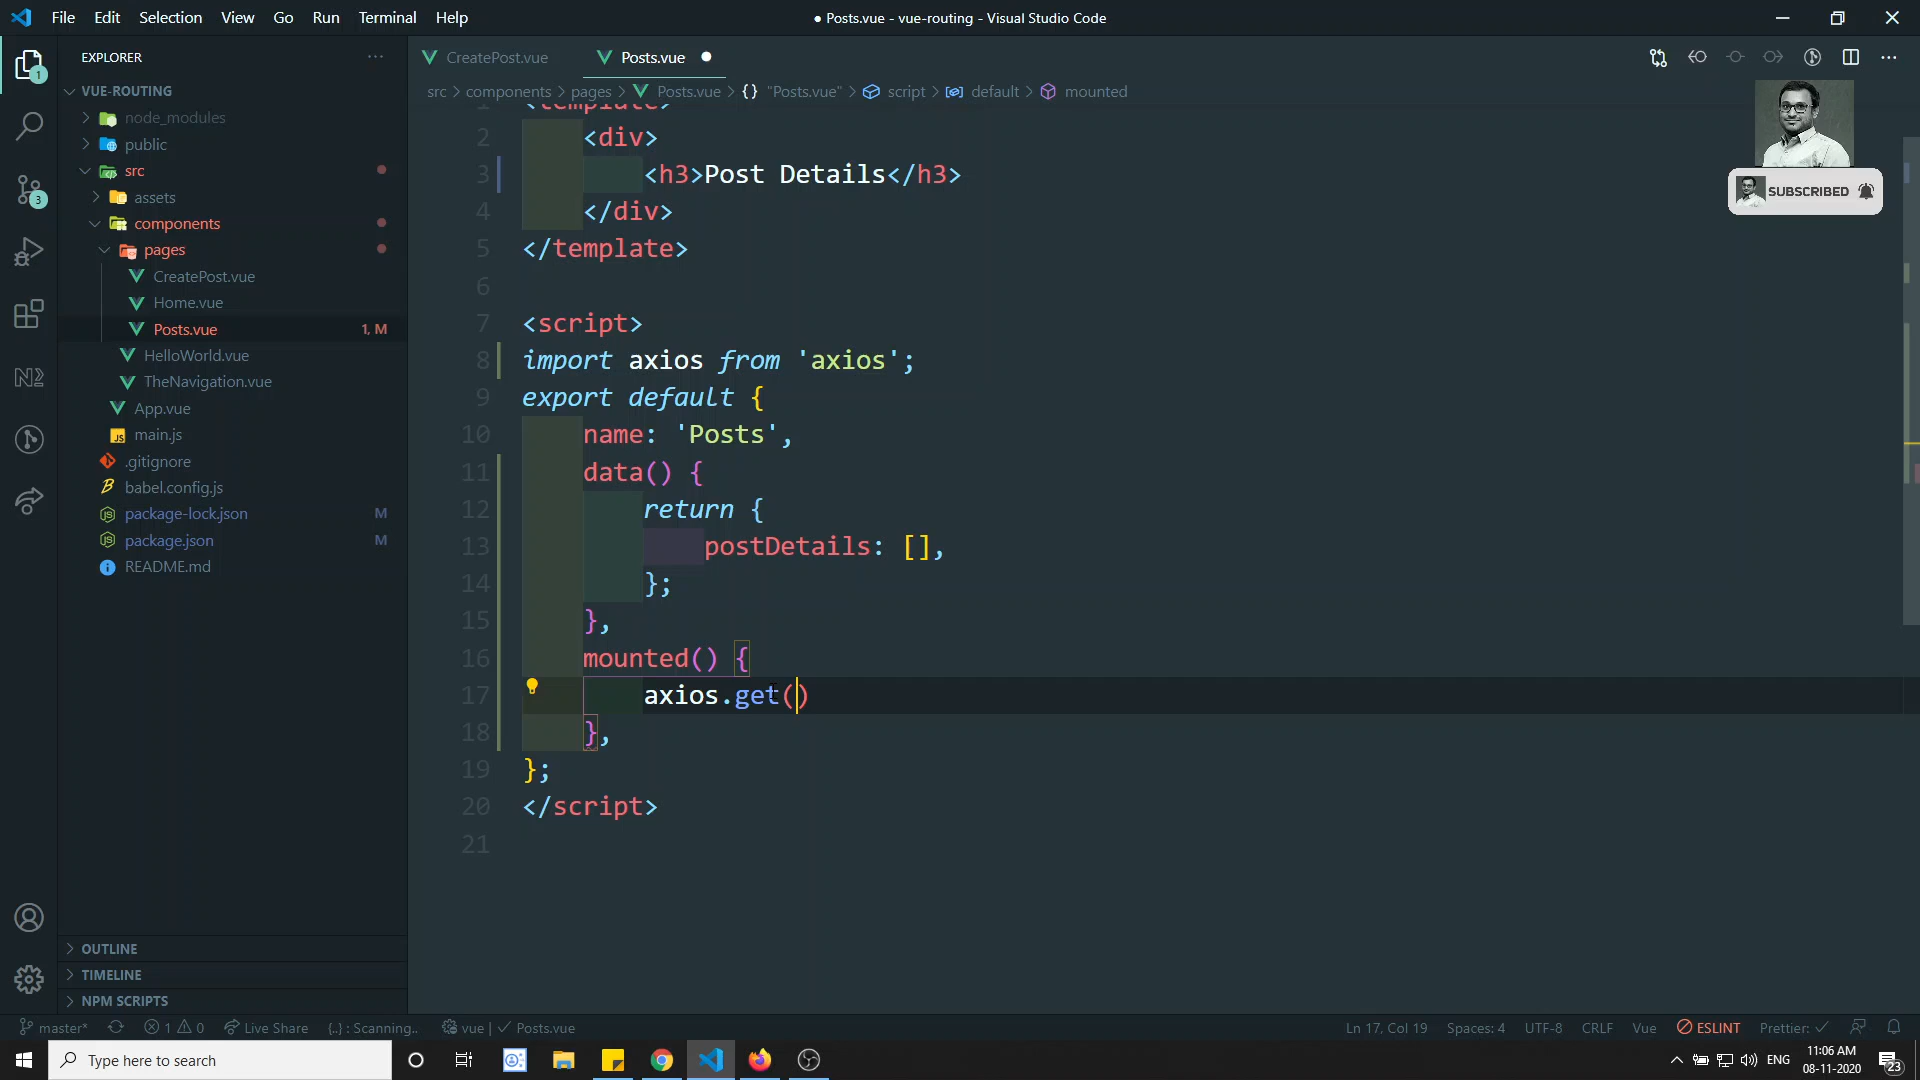 File Edit Selection View Go Run Terminal Help
● Posts.vue - vue-routing - Visual Studio Code
EXPLORER
VUE-ROUTING
node_modules
public
src
assets
components
pages
CreatePost.vue
Home.vue
Posts.vue 1, M
HelloWorld.vue
TheNavigation.vue
App.vue
main.js
.gitignore
babel.config.js
package-lock.json M
package.json M
README.md
OUTLINE
TIMELINE
NPM SCRIPTS
1
3
CreatePost.vue Posts.vue ●
src > components > pages > Posts.vue > {} "Posts.vue" > script > default > mounted
1 <template>
2 <div>
3 <h3>Post Details</h3>
4 </div>
5 </template>
6
7 <script>
8 import axios from 'axios';
9 export default {
10 name: 'Posts',
11 data() {
12 return {
13 postDetails: [],
14 };
15 },
16 mounted() {
17 axios.get()
18 },
19 };
20 </script>
21
SUBSCRIBED
master* 1 0 Live Share {..} : Scanning.. vue | ✓ Posts.vue
Ln 17, Col 19 Spaces: 4 UTF-8 CRLF Vue ESLINT Prettier: ✓
Type here to search
ENG
11:06 AM
08-11-2020
23